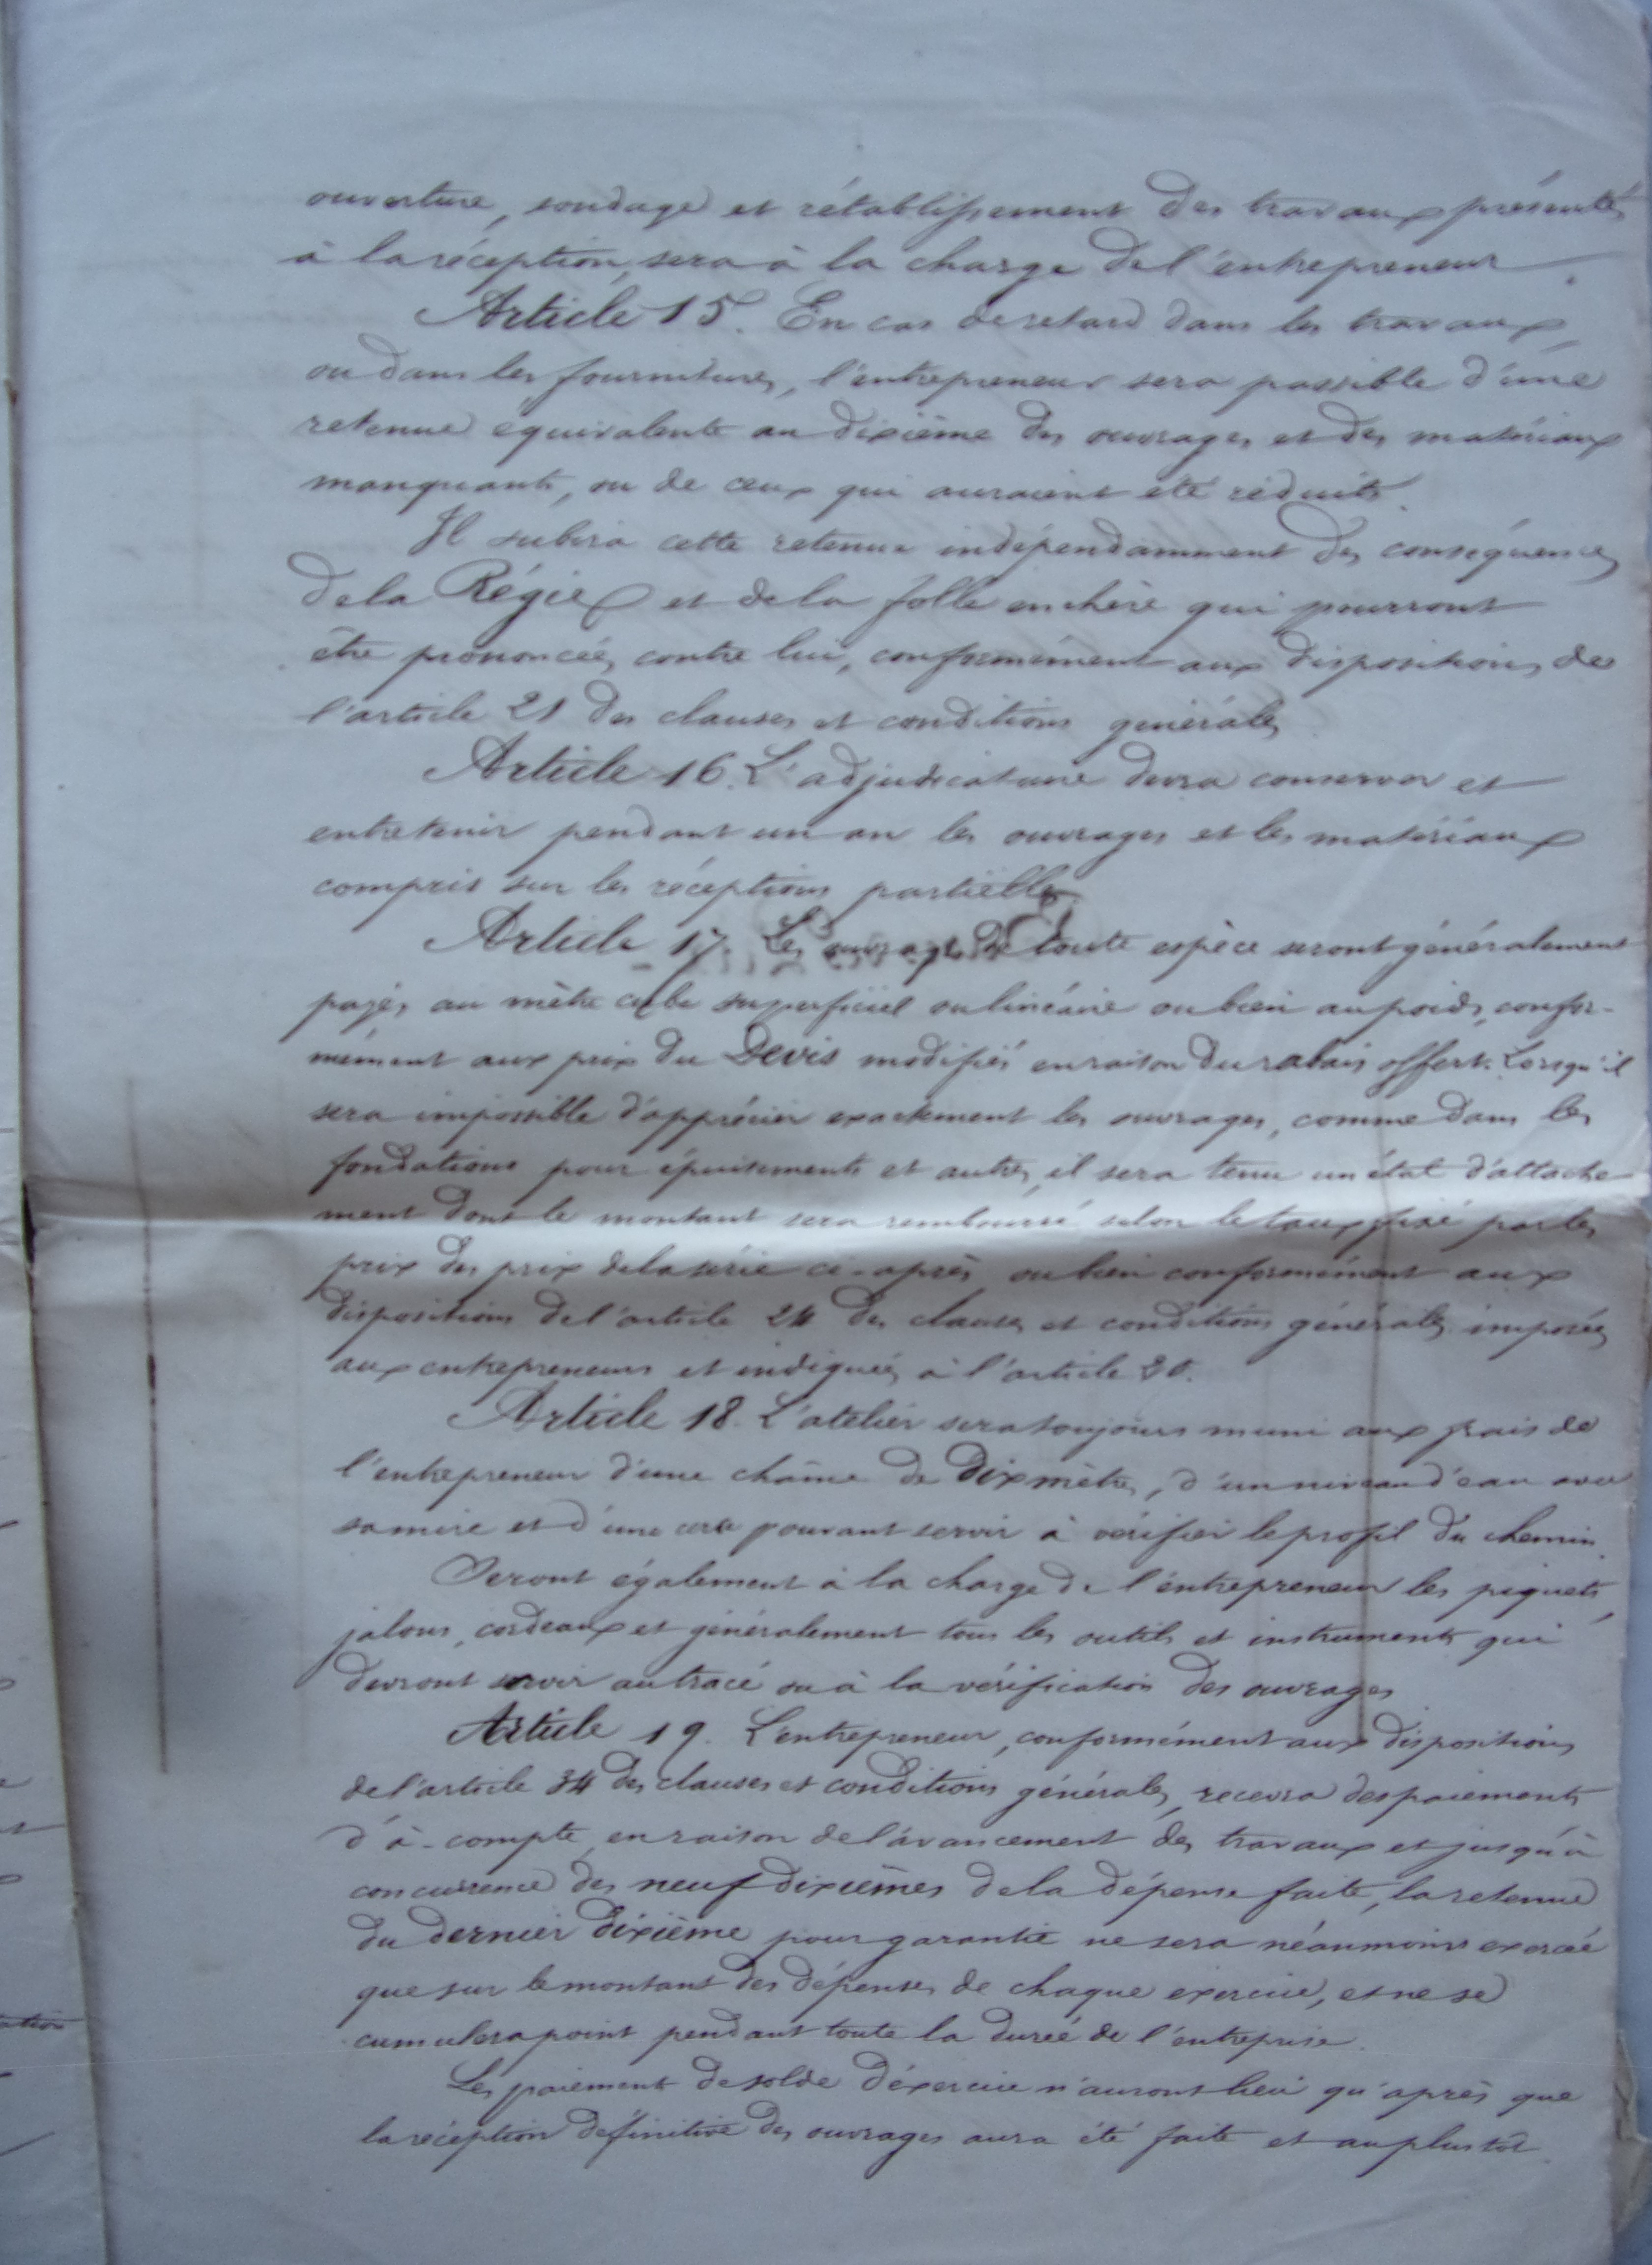 ouverture, sondage et rétablissement des travaux présentés
à la réception, sera à la charge de l'entrepreneur.
Article 15. En cas de retard dans les travaux,
ou dans les fournitures, l'entrepreneur sera passible d'une
retenue équivalente au dixième des ouvrages et des matériaux
manquants, ou de ceux qui auraient été réduits.
Il subira cette retenue indépendamment des conséquences
de la Régie et de la folle enchère qui pourront
être prononcées contre lui, conformément aux dispositions de
l'article 21 des clauses et conditions générales
Article 16. L'adjudicataire devra conserver et
entretenir pendant un an les ouvrages et les matériaux
compris sur les réceptions partielles.
Article 17. Les ouvrages de toute espèce seront généralement
payés au mètre cube superficiel ou linéaire ou bien au poids, confor-
mément aux prix du Devis modifiés en raison du rabais offert. Lorsqu'il
sera impossible d'apprécier exactement les ouvrages, comme dans les
fondations pour épuisements et autres, il sera tenu un état d'attache-
ment dont le montant sera remboursé selon le taux fixé par les
prix des prix de la série ci-après ou bien conformément aux
dispositions de l'article 24 des clauses et conditions générales imposées
aux entrepreneurs et indiquées à l'article
Article 18. L'atelier sera toujours muni aux frais de
l'entrepreneur d'une chaîne de dix mètres, d'un niveau d'eau avec
sa mire et d'une pouvant servir à vérifier le profil du chemin.
Seront également à la charge de l'entrepreneur les piquets,
jalons, cordeaux et généralement tous les outils et instruments qui
devront servir au tracé ou à la vérification des ouvrages
Article 19. L'entrepreneur, conformément aux dispositions
de l'article 34 des clauses et conditions générales, recevra des paiements
d'à-compte, en raison de l'avancement des travaux et jusqu'à
concurrence des neuf dixièmes de la dépense faite, la retenue
du dernier dixième pour garantie ne sera néanmoins exercée
que sur le montant des dépenses de chaque exercice, et ne se
cumulera point pendant toute la durée de l'entreprise.
Les paiements de solde d'exercice n'auront lieu qu'après que
la réception définitive des ouvrages aura été faite et au plus tôt